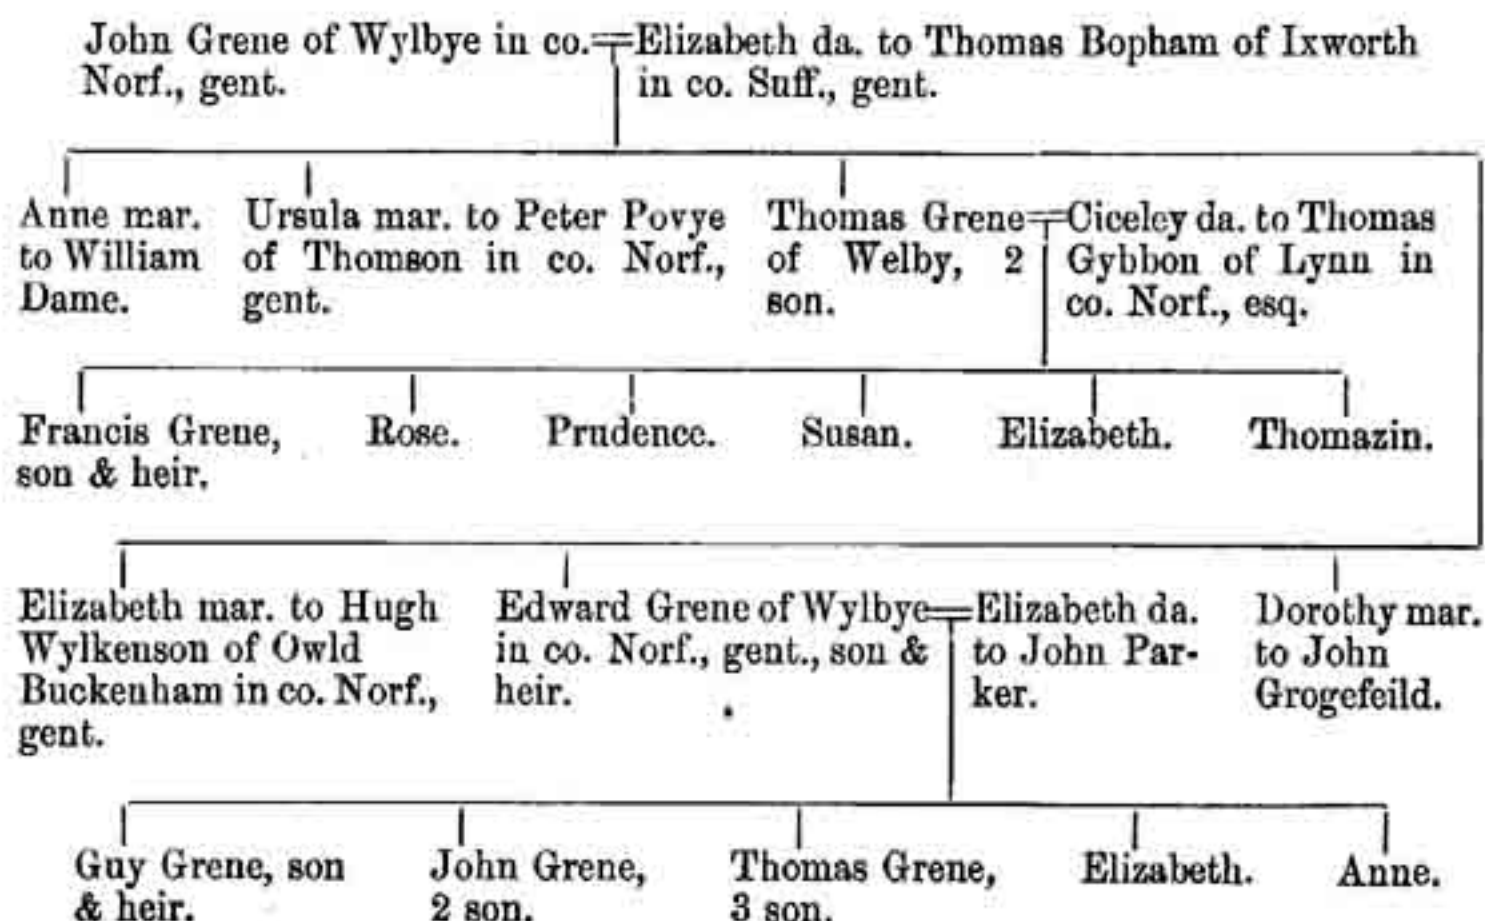 John Grene of Wylbye in co. Norf., gent.
Elizabeth da. to Thomas Bopham of Ixworth in co. Suff., gent.
Anne mar. to William Dame.
Ursula mar. to Peter Povye of Thomson in co. Norf., gent.
Thomas Grene of Welby, 2 son.
Ciceley da. to Thomas Gybbon of Lynn in co. Norf., esq.
Francis Grene, son & heir.
Rose.
Prudence.
Susan.
Elizabeth.
Thomazin.
Elizabeth mar. to Hugh Wylkenson of Owld Buckenham in co. Norf., gent.
Edward Grene of Wylbye in co. Norf., gent., son & heir.
Elizabeth da. to John Parker.
Dorothy mar. to John Grogefeild.
Guy Grene, son & heir.
John Grene, 2 son.
Thomas Grene, 3 son.
Elizabeth.
Anne.